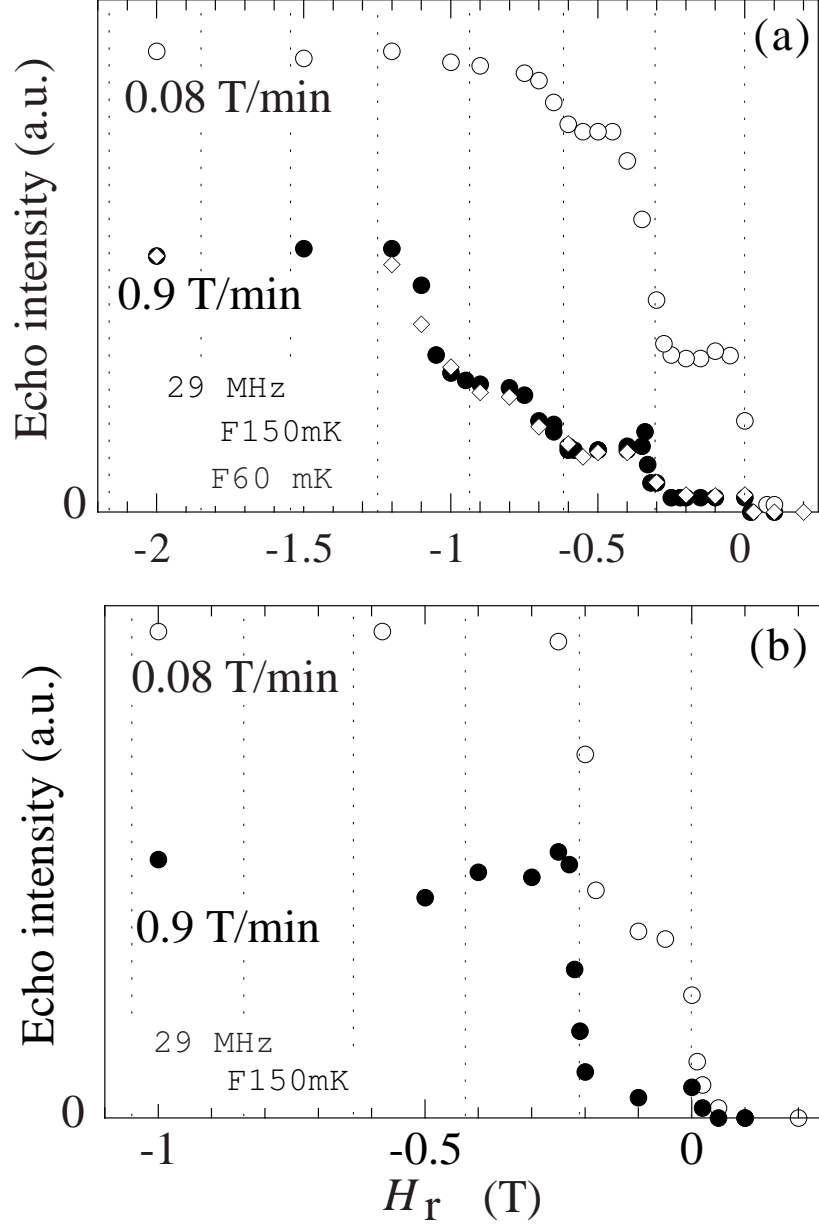 (a)
Echo intensity (a.u.)
0.08 T/min
0.9 T/min
29 MHz
F150mK
F60 mK
0
-2 -1.5 -1 -0.5 0
(b)
Echo intensity (a.u.)
0.08 T/min
0.9 T/min
29 MHz
F150mK
0
-1 -0.5 0
Hr (T)